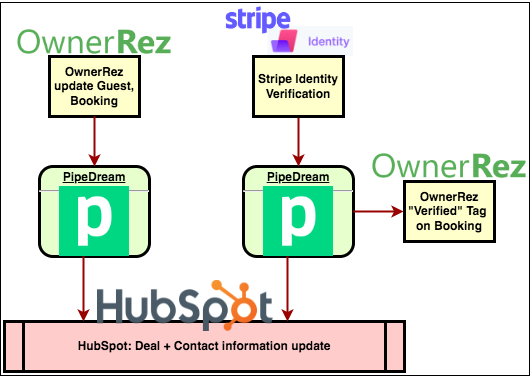 stripe
Identity
OwnerRez
OwnerRez
update Guest,
Booking
Stripe Identity
Verification
PipeDream
p
PipeDream
p
OwnerRez
OwnerRez
"Verified" Tag
on Booking
HubSpot
HubSpot: Deal + Contact information update